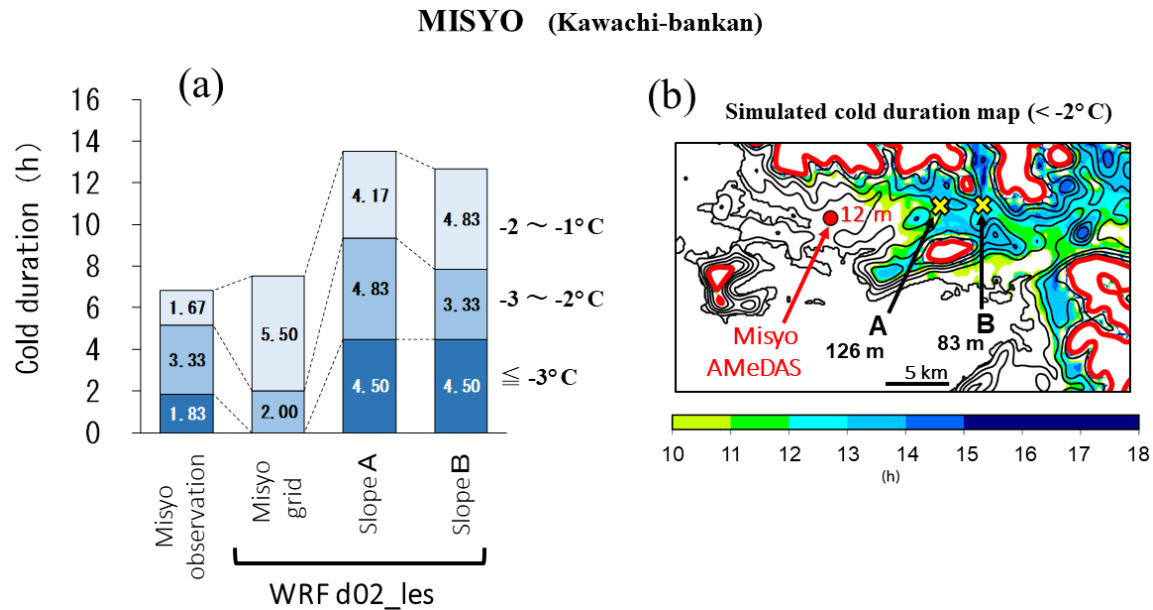 MISYO (Kawachi-bankan)
(a)
Cold duration (h)
16
14
12
10
8
6
4
2
0
1.67
3.33
1.83
5.50
2.00
4.17
4.83
4.50
4.83
3.33
4.50
-2 ~ -1°C
-3 ~ -2°C
≦ -3°C
Misyo
observation
Misyo
grid
Slope A
Slope B
WRF d02_les
(b)
Simulated cold duration map (< -2°C)
12 m
Misyo
AMeDAS
A
126 m
B
83 m
5 km
10 11 12 13 14 15 16 17 18
(h)